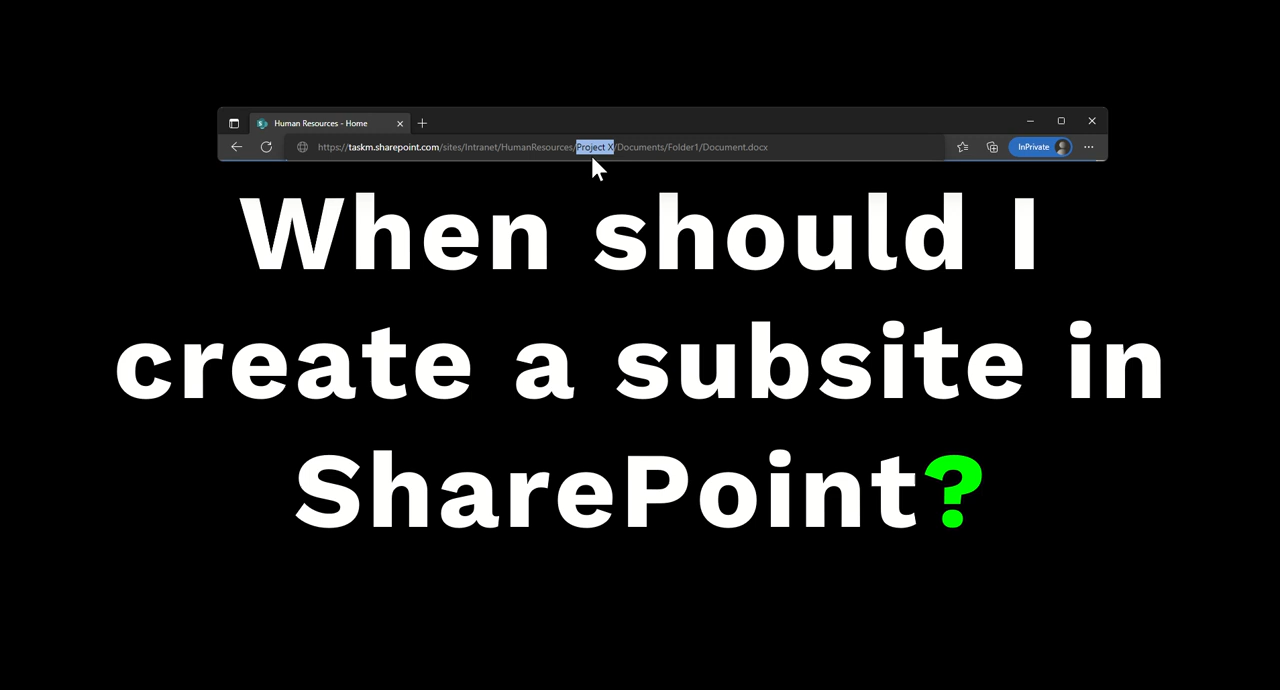 Human Resources - Home
https://taskm.sharepoint.com/sites/Intranet/HumanResources/Project X/Documents/Folder1/Document.docx
InPrivate
When should I
create a subsite in
SharePoint?